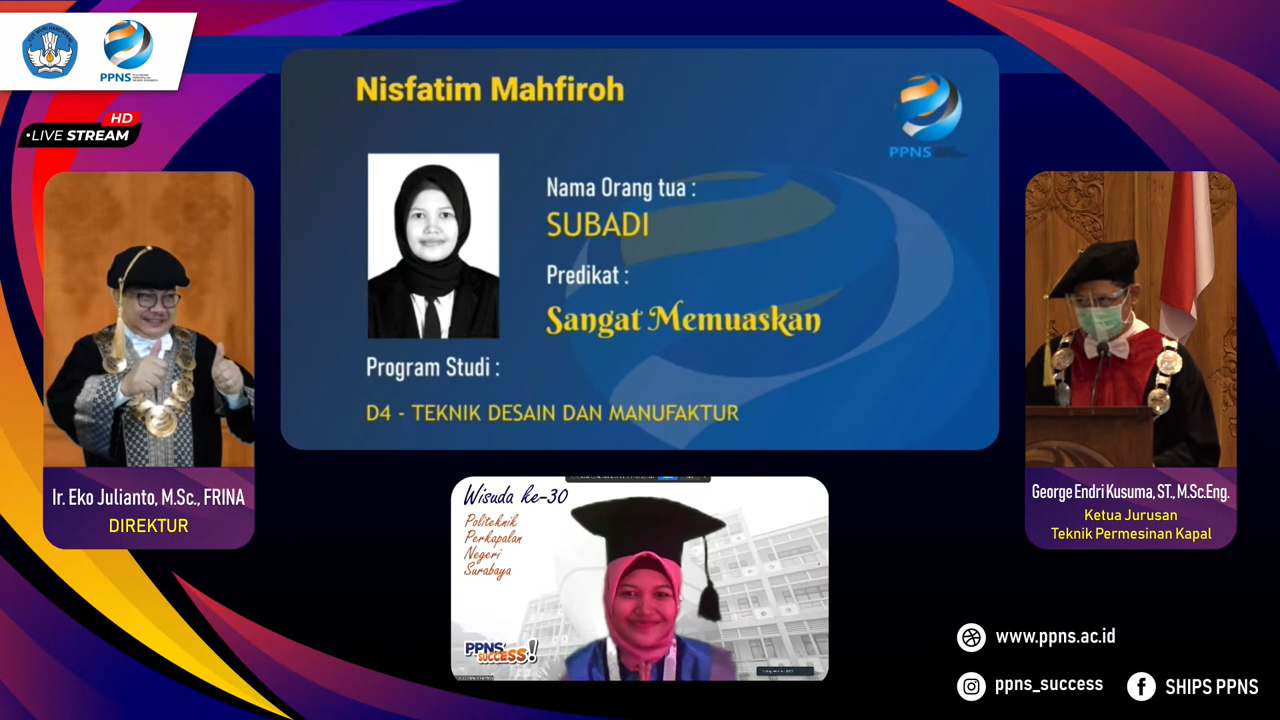 PPNS
HD
•LIVE STREAM
Nisfatim Mahfiroh
PPNS
Nama Orang tua :
SUBADI
Predikat :
Sangat Memuaskan
Program Studi :
D4 - TEKNIK DESAIN DAN MANUFAKTUR
Ir. Eko Julianto, M.Sc., FRINA
DIREKTUR
George Endri Kusuma, ST., M.Sc.Eng.
Ketua Jurusan
Teknik Permesinan Kapal
Wisuda ke-30
Politeknik
Perkapalan
Negeri
Surabaya
PPNS
SUCCESS!
www.ppns.ac.id
ppns_success
SHIPS PPNS